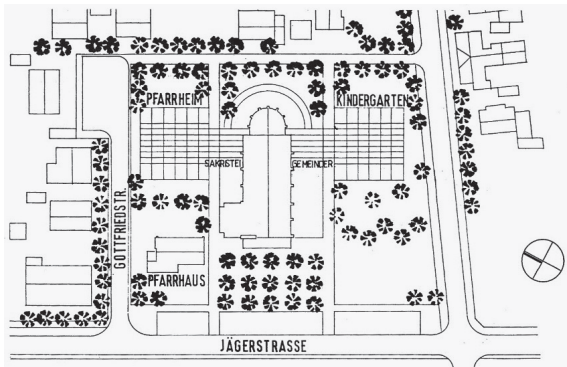 PFARRHEIM
KINDERGARTEN
SAKRISTEI
GEMEINDER
GOTTFRIEDSTR.
PFARRHAUS
JÄGERSTRASSE